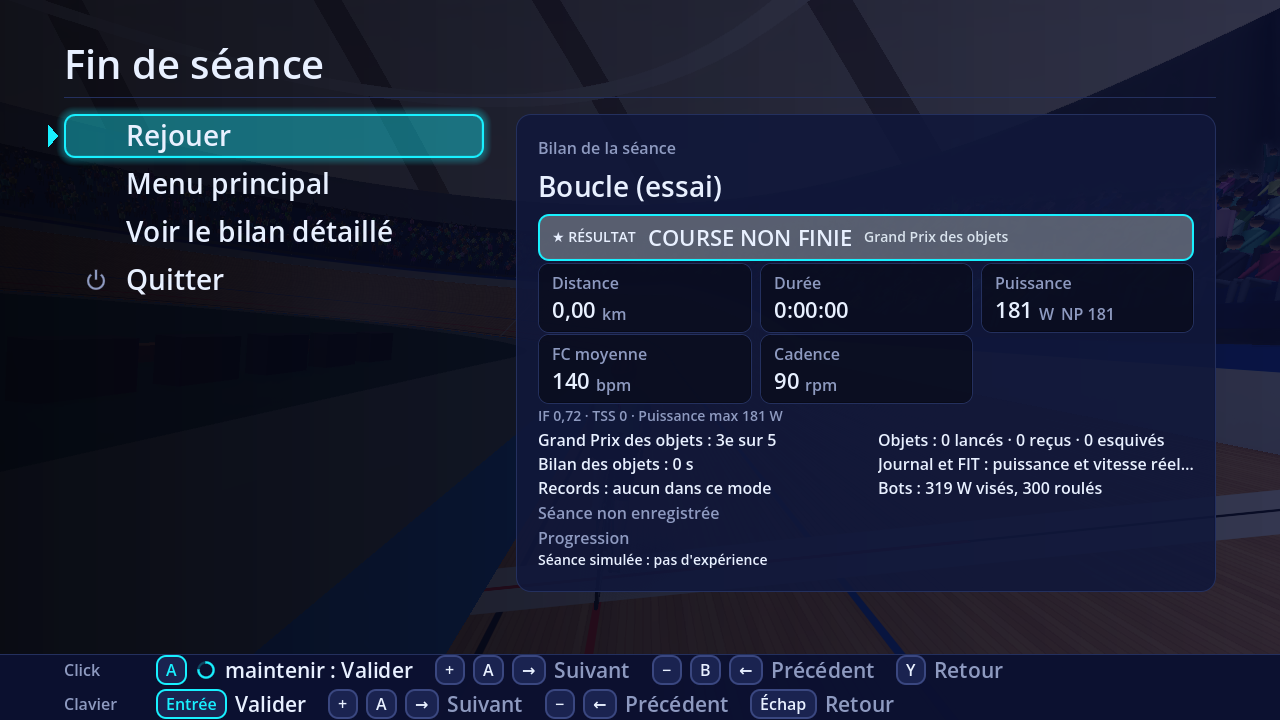 Fin de séance
Rejouer
Menu principal
Voir le bilan détaillé
Quitter
Bilan de la séance
Boucle (essai)
★ RÉSULTAT COURSE NON FINIE Grand Prix des objets
Distance
0,00 km
Durée
0:00:00
Puissance
181 W NP 181
FC moyenne
140 bpm
Cadence
90 rpm
IF 0,72 · TSS 0 · Puissance max 181 W
Grand Prix des objets : 3e sur 5
Objets : 0 lancés · 0 reçus · 0 esquivés
Bilan des objets : 0 s
Journal et FIT : puissance et vitesse réel...
Records : aucun dans ce mode
Bots : 319 W visés, 300 roulés
Séance non enregistrée
Progression
Séance simulée : pas d'expérience
Click A maintenir : Valider + A → Suivant − B ← Précédent Y Retour
Clavier Entrée Valider + A → Suivant − ← Précédent Échap Retour